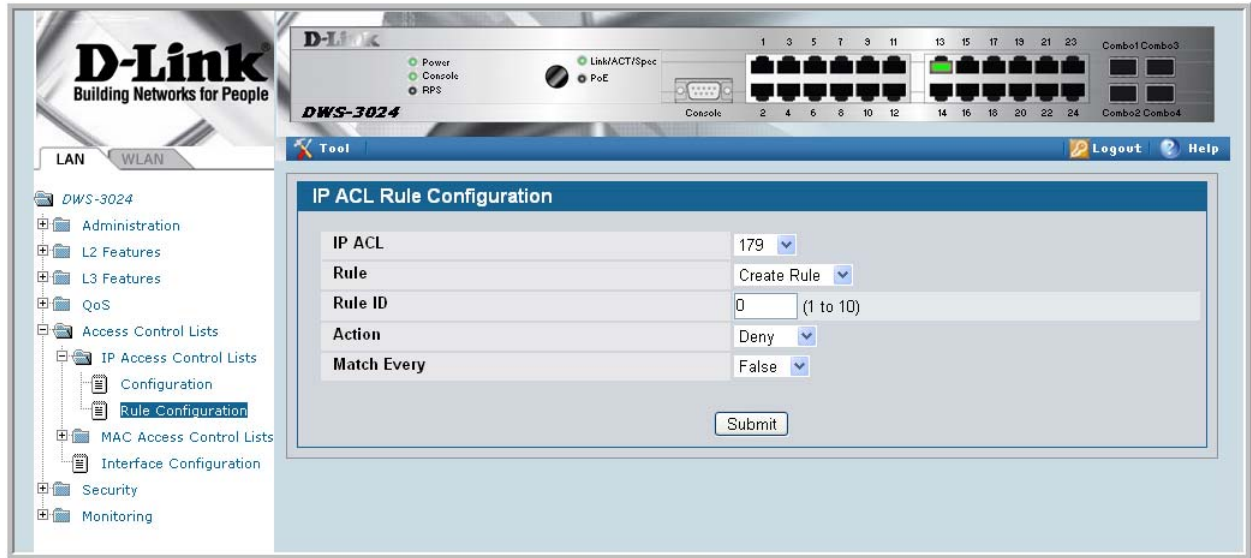 D-Link
Building Networks for People
D-Link
Power
Console
RPS
Link/ACT/Spec
PoE
DWS-3024
Console
1 3 5 7 9 11 13 15 17 19 21 23
2 4 6 8 10 12 14 16 18 20 22 24
Combo1 Combo3
Combo2 Combo4
LAN WLAN
Tool
Logout Help
DWS-3024
Administration
L2 Features
L3 Features
QoS
Access Control Lists
IP Access Control Lists
Configuration
Rule Configuration
MAC Access Control Lists
Interface Configuration
Security
Monitoring
IP ACL Rule Configuration
IP ACL 179
Rule Create Rule
Rule ID 0 (1 to 10)
Action Deny
Match Every False
Submit